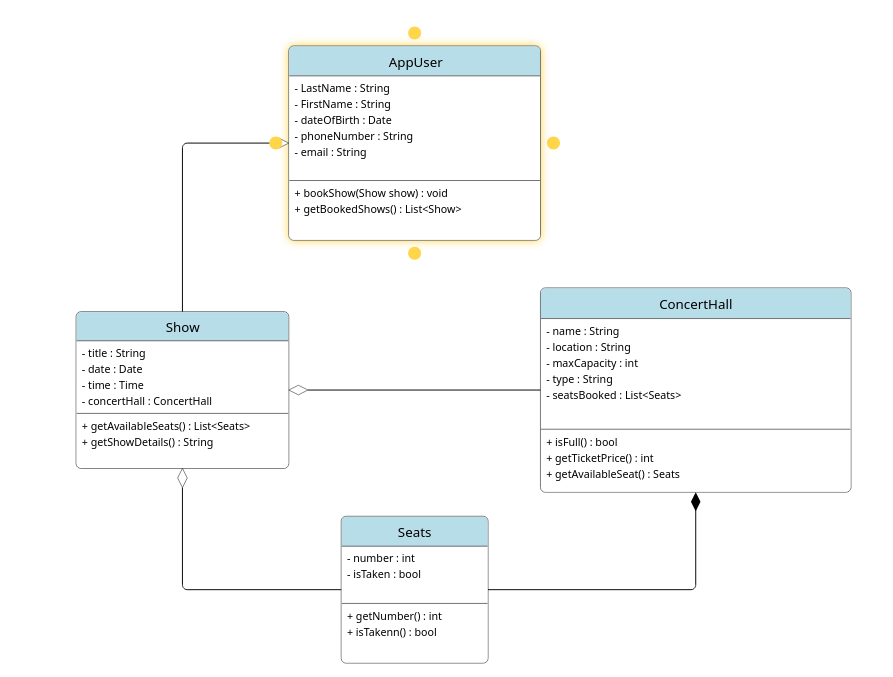 AppUser
- LastName : String
- FirstName : String
- dateOfBirth : Date
- phoneNumber : String
- email : String
+ bookShow(Show show) : void
+ getBookedShows() : List<Show>
Show
- title : String
- date : Date
- time : Time
- concertHall : ConcertHall
+ getAvailableSeats() : List<Seats>
+ getShowDetails() : String
ConcertHall
- name : String
- location : String
- maxCapacity : int
- type : String
- seatsBooked : List<Seats>
+ isFull() : bool
+ getTicketPrice() : int
+ getAvailableSeat() : Seats
Seats
- number : int
- isTaken : bool
+ getNumber() : int
+ isTakenn() : bool